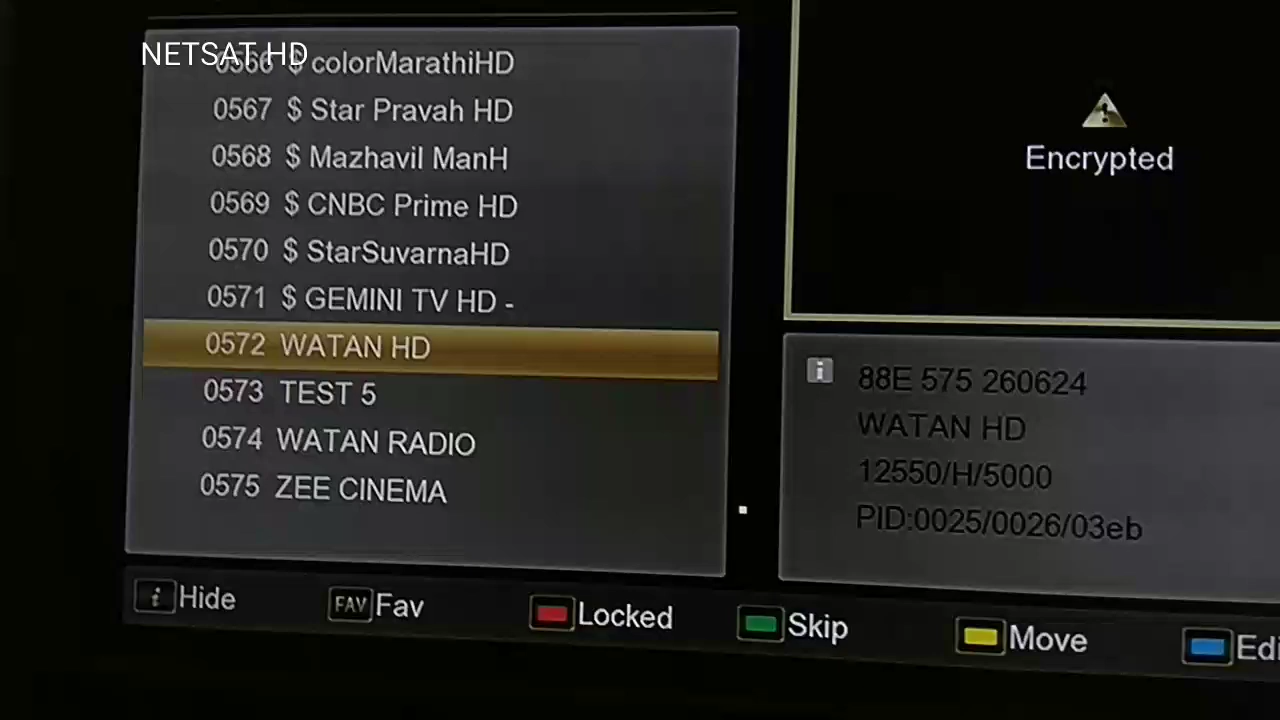 NETSAT HD
0566 $ colorMarathiHD
0567 $ Star Pravah HD
0568 $ Mazhavil ManH
0569 $ CNBC Prime HD
0570 $ StarSuvarnaHD
0571 $ GEMINI TV HD -
0572 WATAN HD
0573 TEST 5
0574 WATAN RADIO
0575 ZEE CINEMA
Encrypted
88E 575 260624
WATAN HD
12550/H/5000
PID:0025/0026/03eb
i Hide
FAV Fav
Locked
Skip
Move
Edi